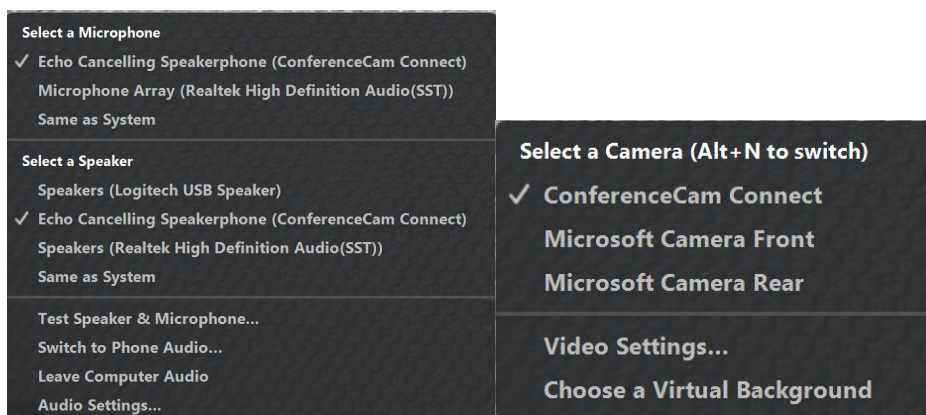 Select a Microphone
Echo Cancelling Speakerphone (ConferenceCam Connect)
Microphone Array (Realtek High Definition Audio(SST))
Same as System
Select a Speaker
Speakers (Logitech USB Speaker)
Echo Cancelling Speakerphone (ConferenceCam Connect)
Speakers (Realtek High Definition Audio(SST))
Same as System
Test Speaker & Microphone...
Switch to Phone Audio...
Leave Computer Audio
Audio Settings...
Select a Camera (Alt+N to switch)
ConferenceCam Connect
Microsoft Camera Front
Microsoft Camera Rear
Video Settings...
Choose a Virtual Background